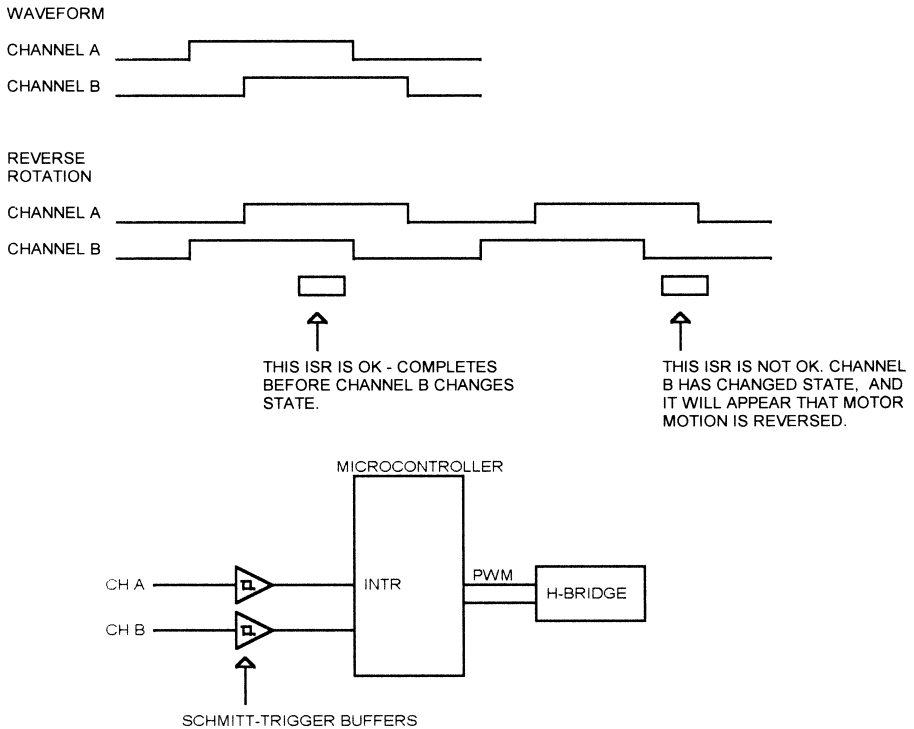 WAVEFORM
CHANNEL A
CHANNEL B
REVERSE
ROTATION
CHANNEL A
CHANNEL B
THIS ISR IS OK - COMPLETES
BEFORE CHANNEL B CHANGES
STATE.
THIS ISR IS NOT OK. CHANNEL
B HAS CHANGED STATE, AND
IT WILL APPEAR THAT MOTOR
MOTION IS REVERSED.
MICROCONTROLLER
CH A
INTR
PWM
H-BRIDGE
CH B
SCHMITT-TRIGGER BUFFERS